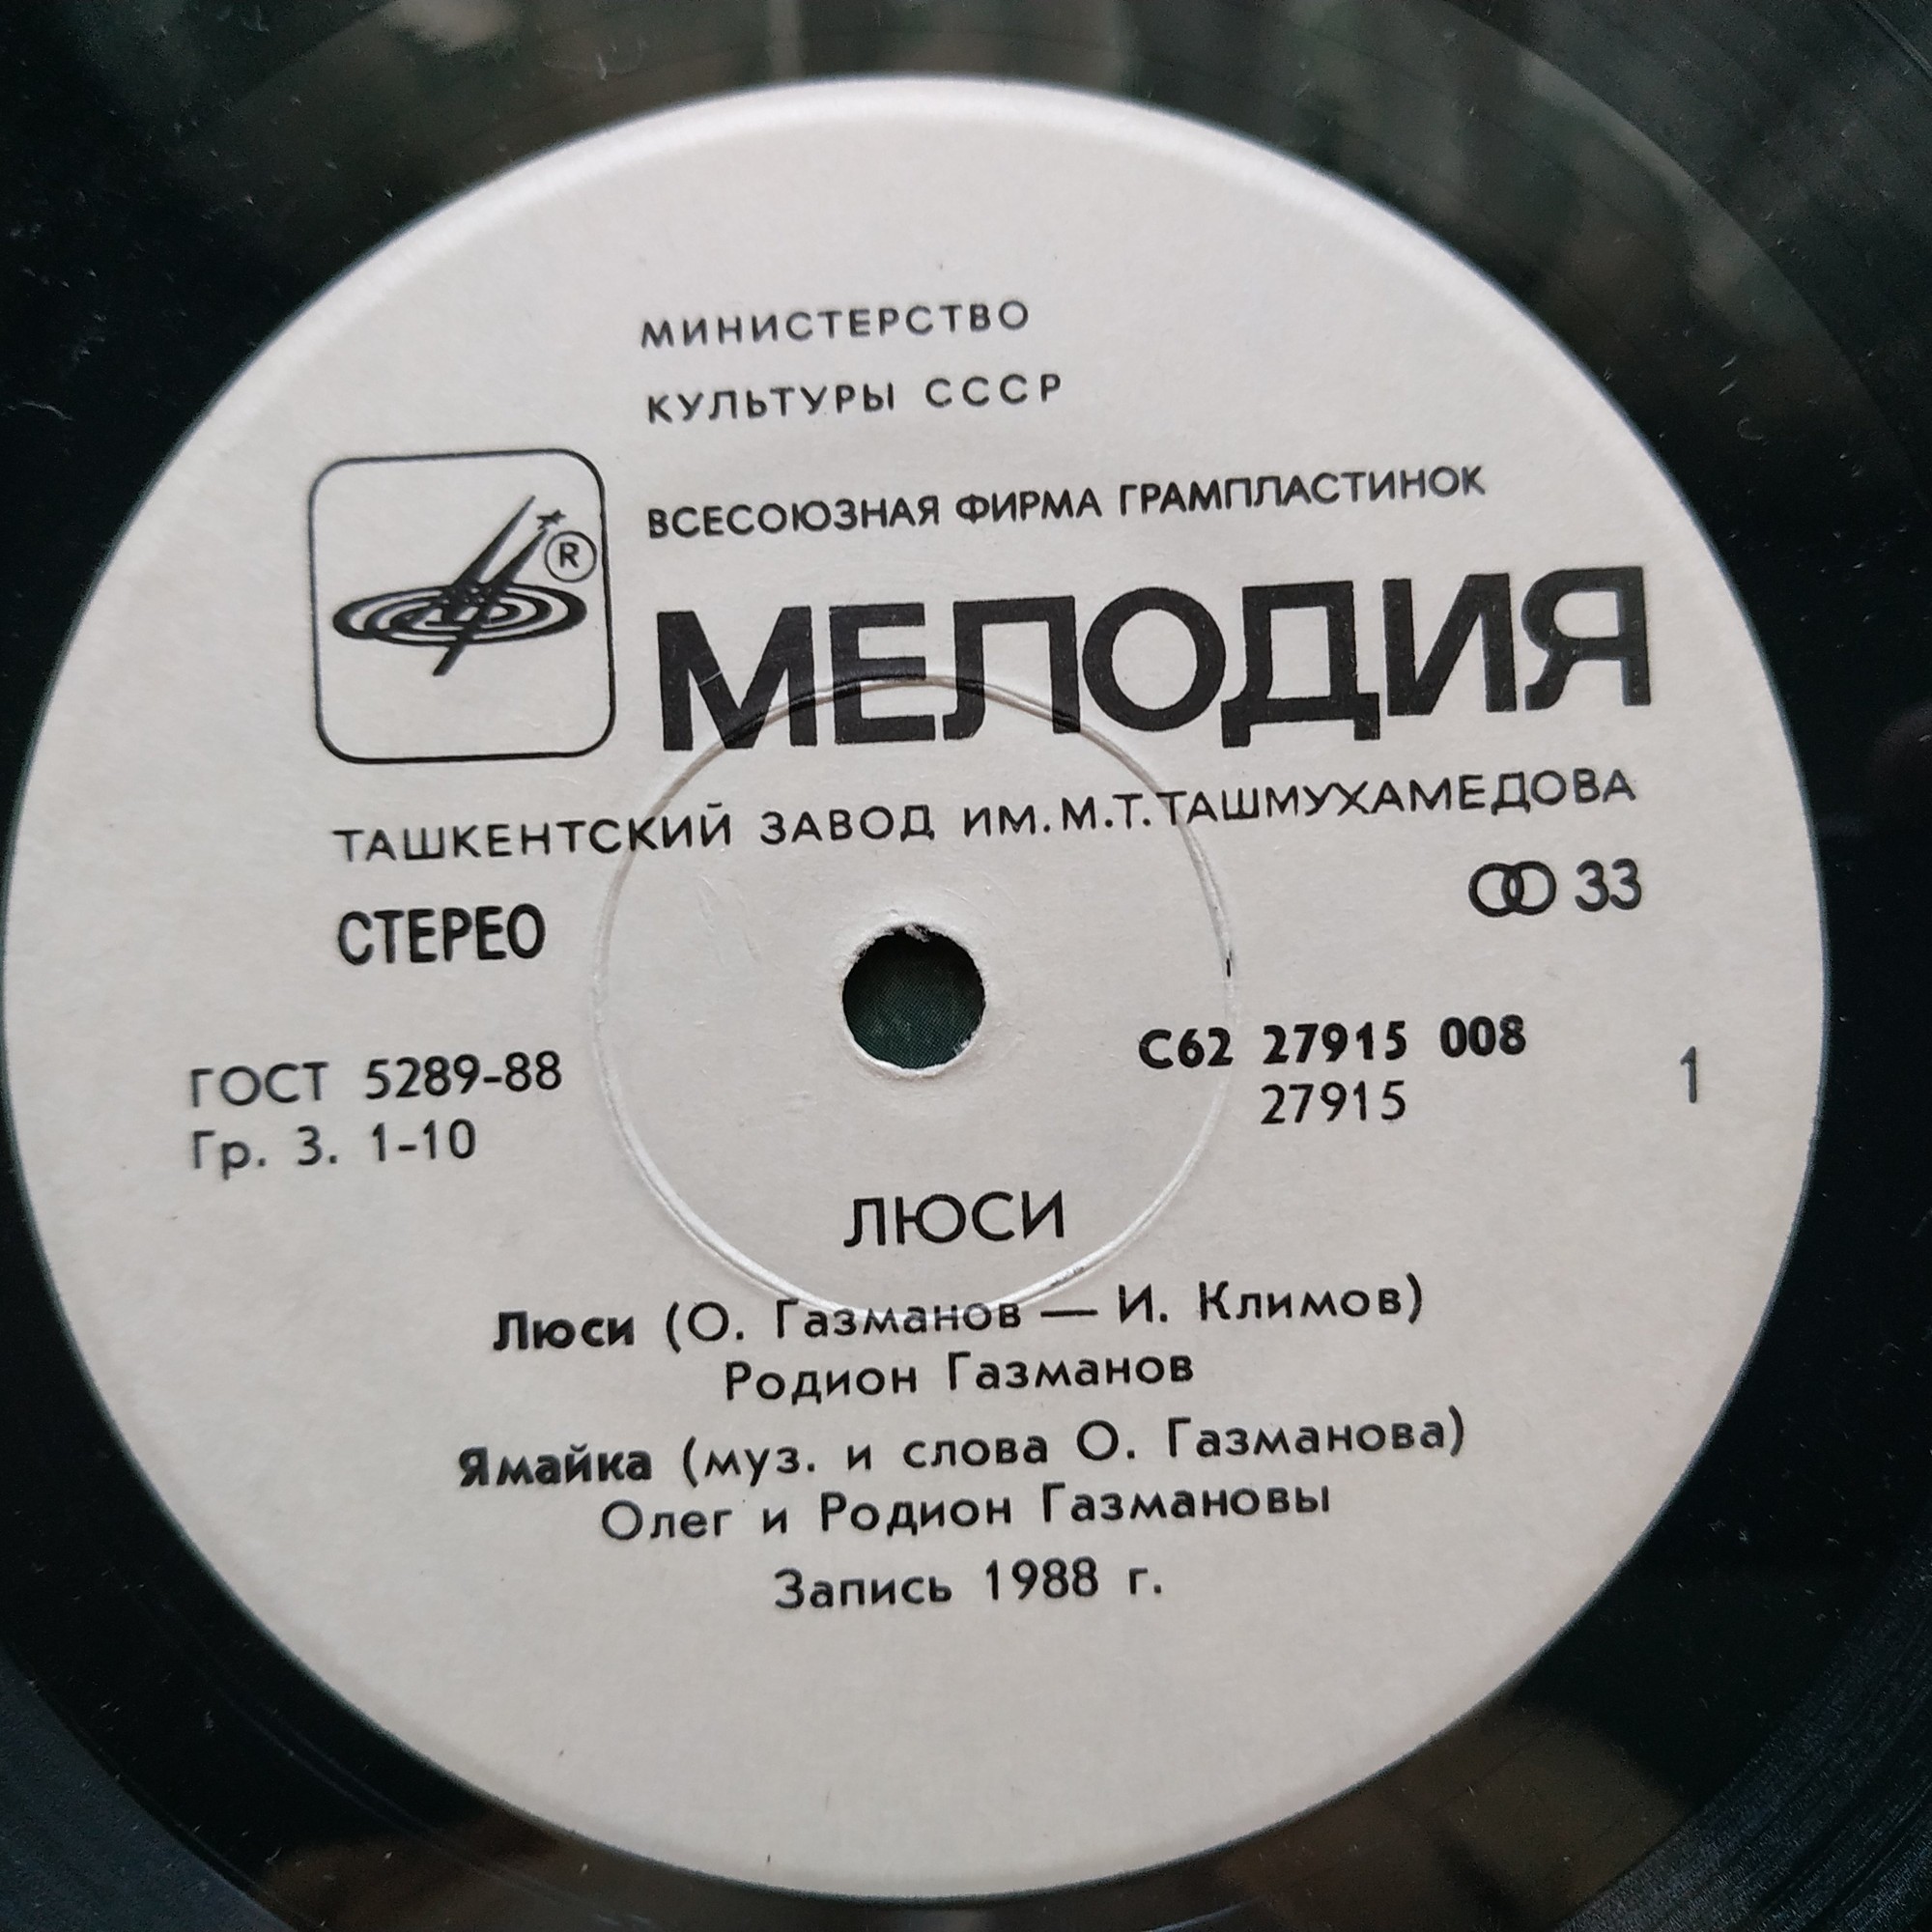 МИНИСТЕРСТВО
КУЛЬТУРЫ СССР
ВСЕСОЮЗНАЯ ФИРМА ГРАМПЛАСТИНОК
®
МЕЛОДИЯ
ТАШКЕНТСКИЙ ЗАВОД ИМ.М.Т.ТАШМУХАМЕДОВА
СТЕРЕО
33
ГОСТ 5289-88
Гр. 3. 1-10
С62 27915 008
27915
1
ЛЮСИ
Люси (О. Газманов — И. Климов)
Родион Газманов
Ямайка (муз. и слова О. Газманова)
Олег и Родион Газмановы
Запись 1988 г.